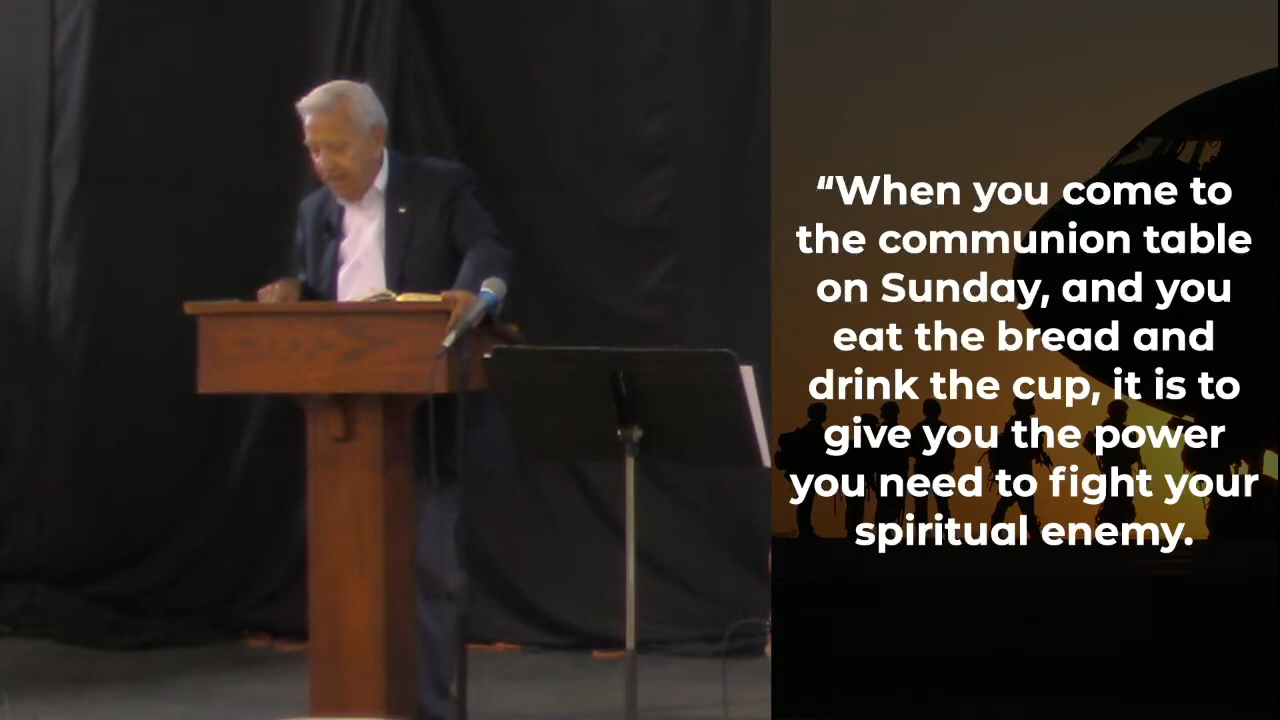 “When you come to
the communion table
on Sunday, and you
eat the bread and
drink the cup, it is to
give you the power
you need to fight your
spiritual enemy.